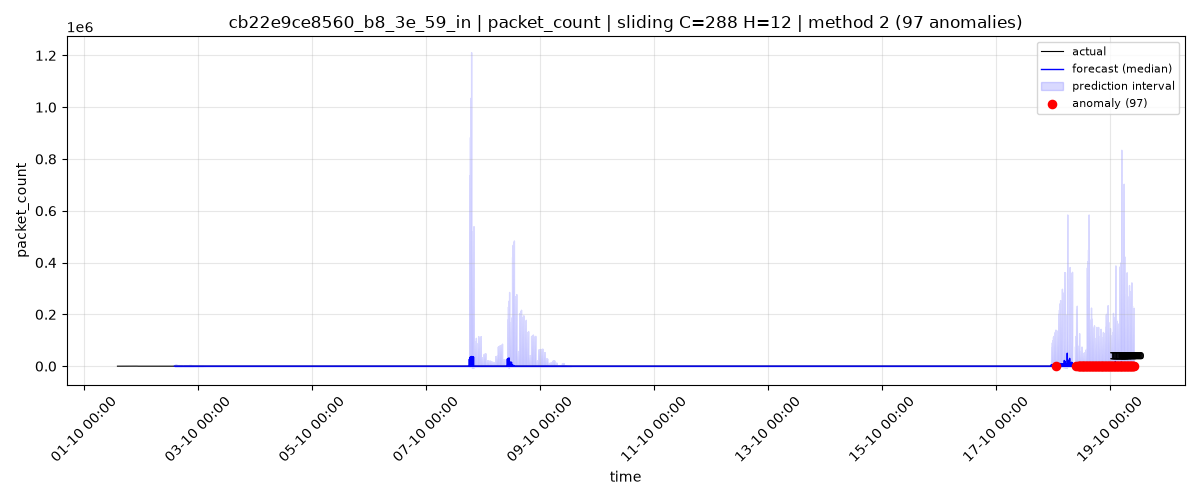 cb22e9ce8560_b8_3e_59_in | packet_count | sliding C=288 H=12 | method 2 (97 anomalies)
1e6
actual
forecast (median)
prediction interval
anomaly (97)
1.2
1.0
0.8
0.6
0.4
0.2
0.0
packet_count
01-10 00:00
03-10 00:00
05-10 00:00
07-10 00:00
09-10 00:00
11-10 00:00
13-10 00:00
15-10 00:00
17-10 00:00
19-10 00:00
time